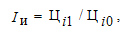 Iи = Цi1 / Цi0 ,